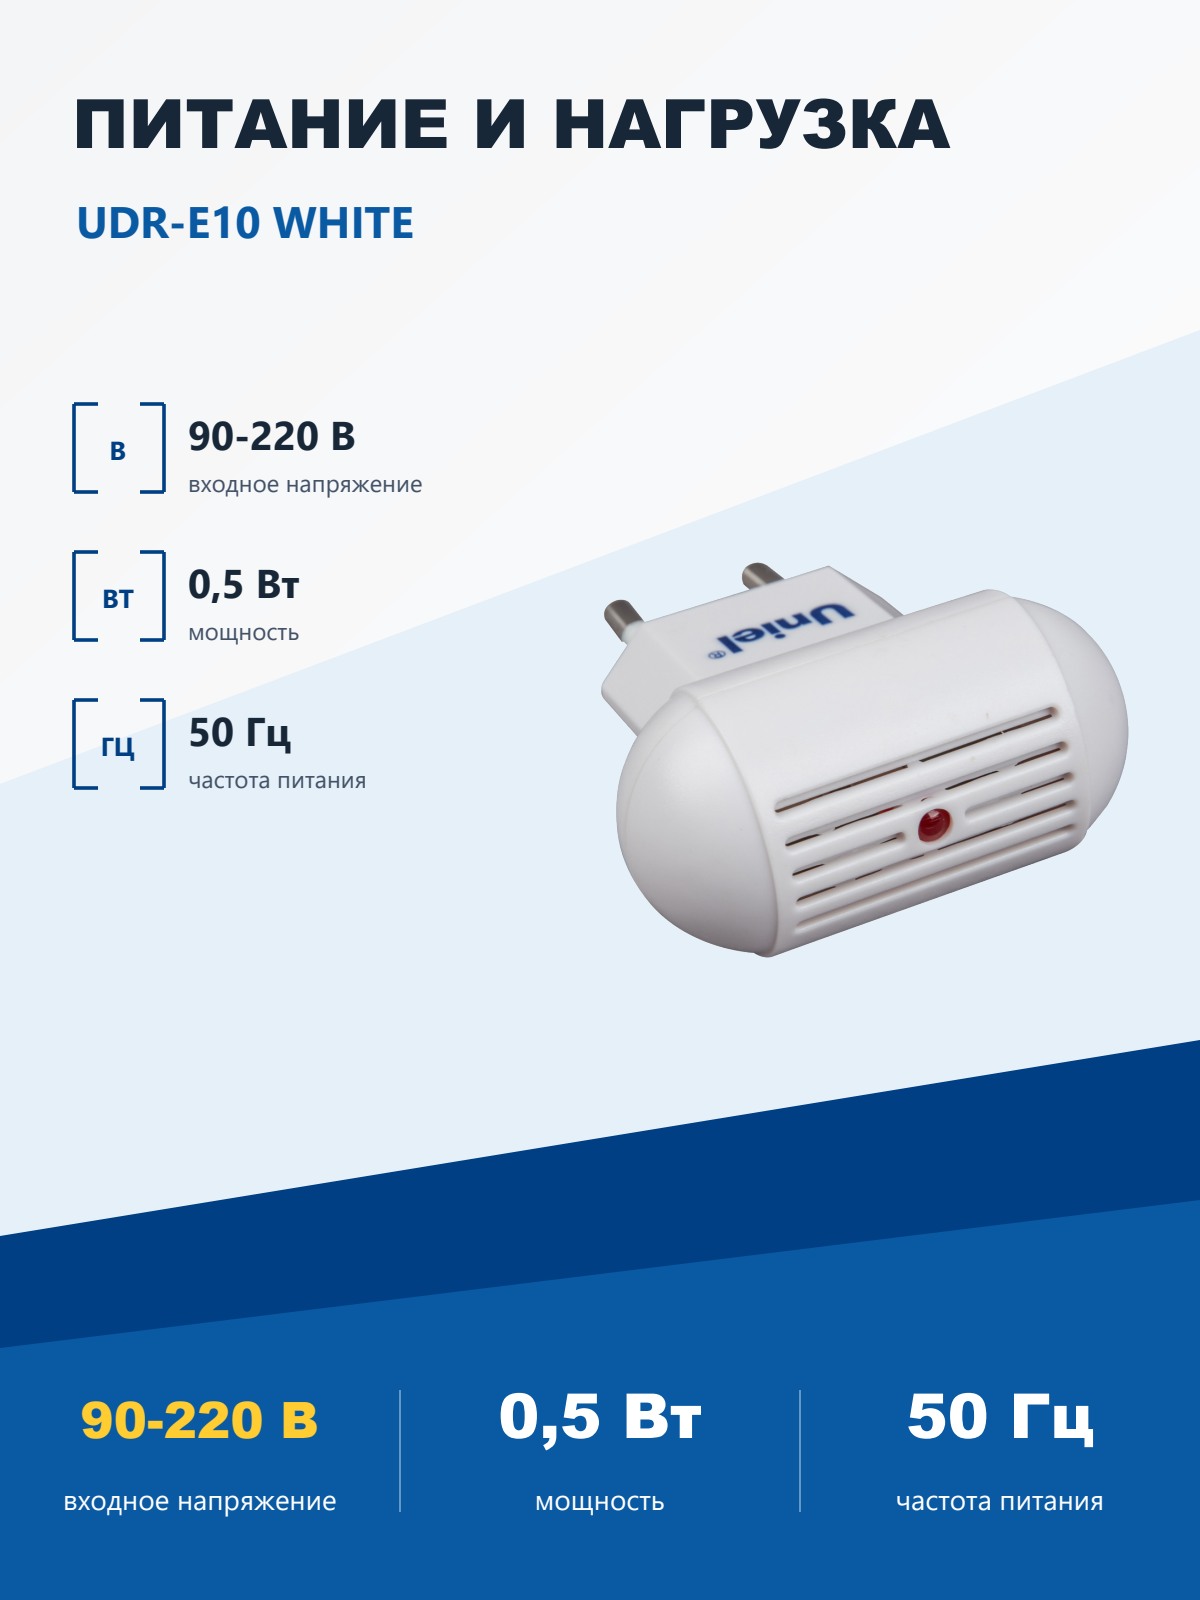 ПИТАНИЕ И НАГРУЗКА
UDR-E10 WHITE
В
90-220 В
входное напряжение
ВТ
0,5 Вт
мощность
ГЦ
50 Гц
частота питания
Uniel®
90-220 В
входное напряжение
0,5 Вт
мощность
50 Гц
частота питания